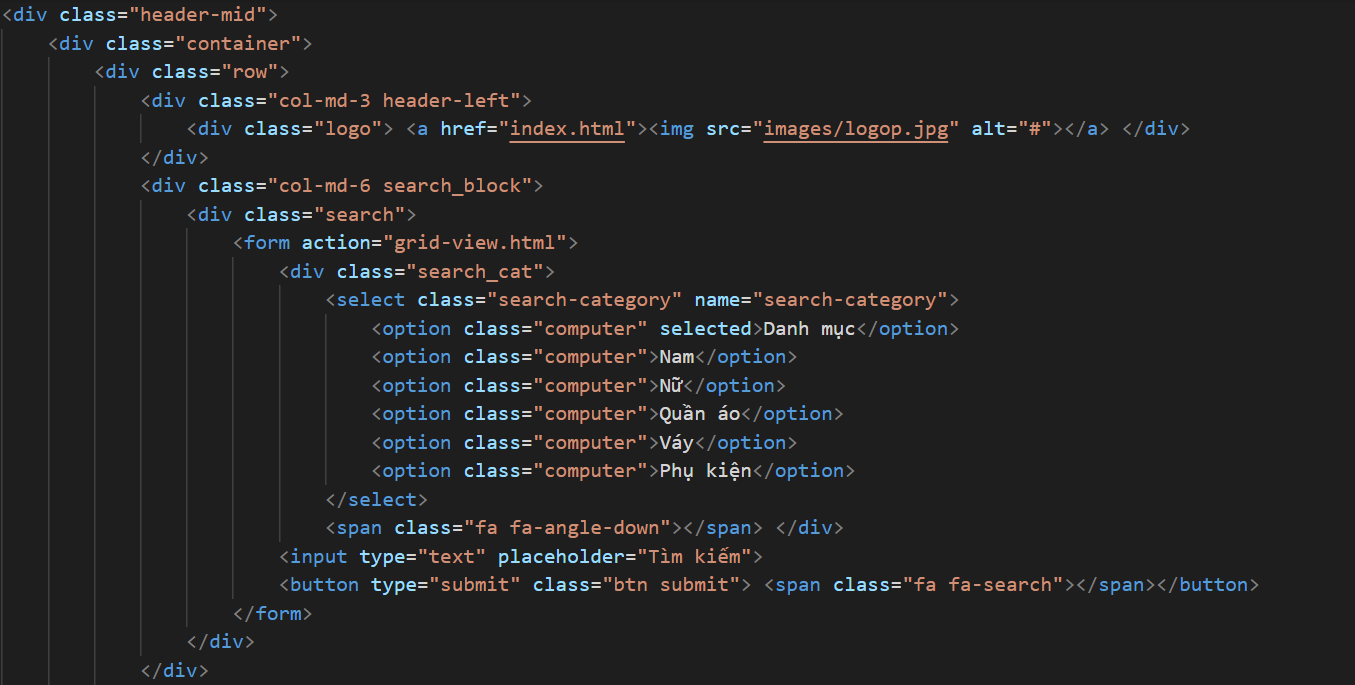 <div class="header-mid">
<div class="container">
<div class="row">
<div class="col-md-3 header-left">
<div class="logo"> <a href="index.html"><img src="images/logop.jpg" alt="#"></a> </div>
</div>
<div class="col-md-6 search_block">
<div class="search">
<form action="grid-view.html">
<div class="search_cat">
<select class="search-category" name="search-category">
<option class="computer" selected>Danh mục</option>
<option class="computer">Nam</option>
<option class="computer">Nữ</option>
<option class="computer">Quần áo</option>
<option class="computer">Váy</option>
<option class="computer">Phụ kiện</option>
</select>
<span class="fa fa-angle-down"></span> </div>
<input type="text" placeholder="Tìm kiếm">
<button type="submit" class="btn submit"> <span class="fa fa-search"></span></button>
</form>
</div>
</div>